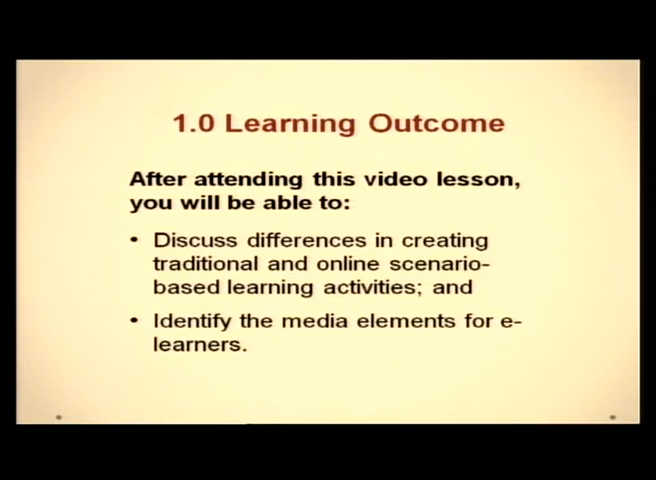 1.0 Learning Outcome
After attending this video lesson,
you will be able to:
• Discuss differences in creating
traditional and online scenario-
based learning activities; and
• Identify the media elements for e-
learners.